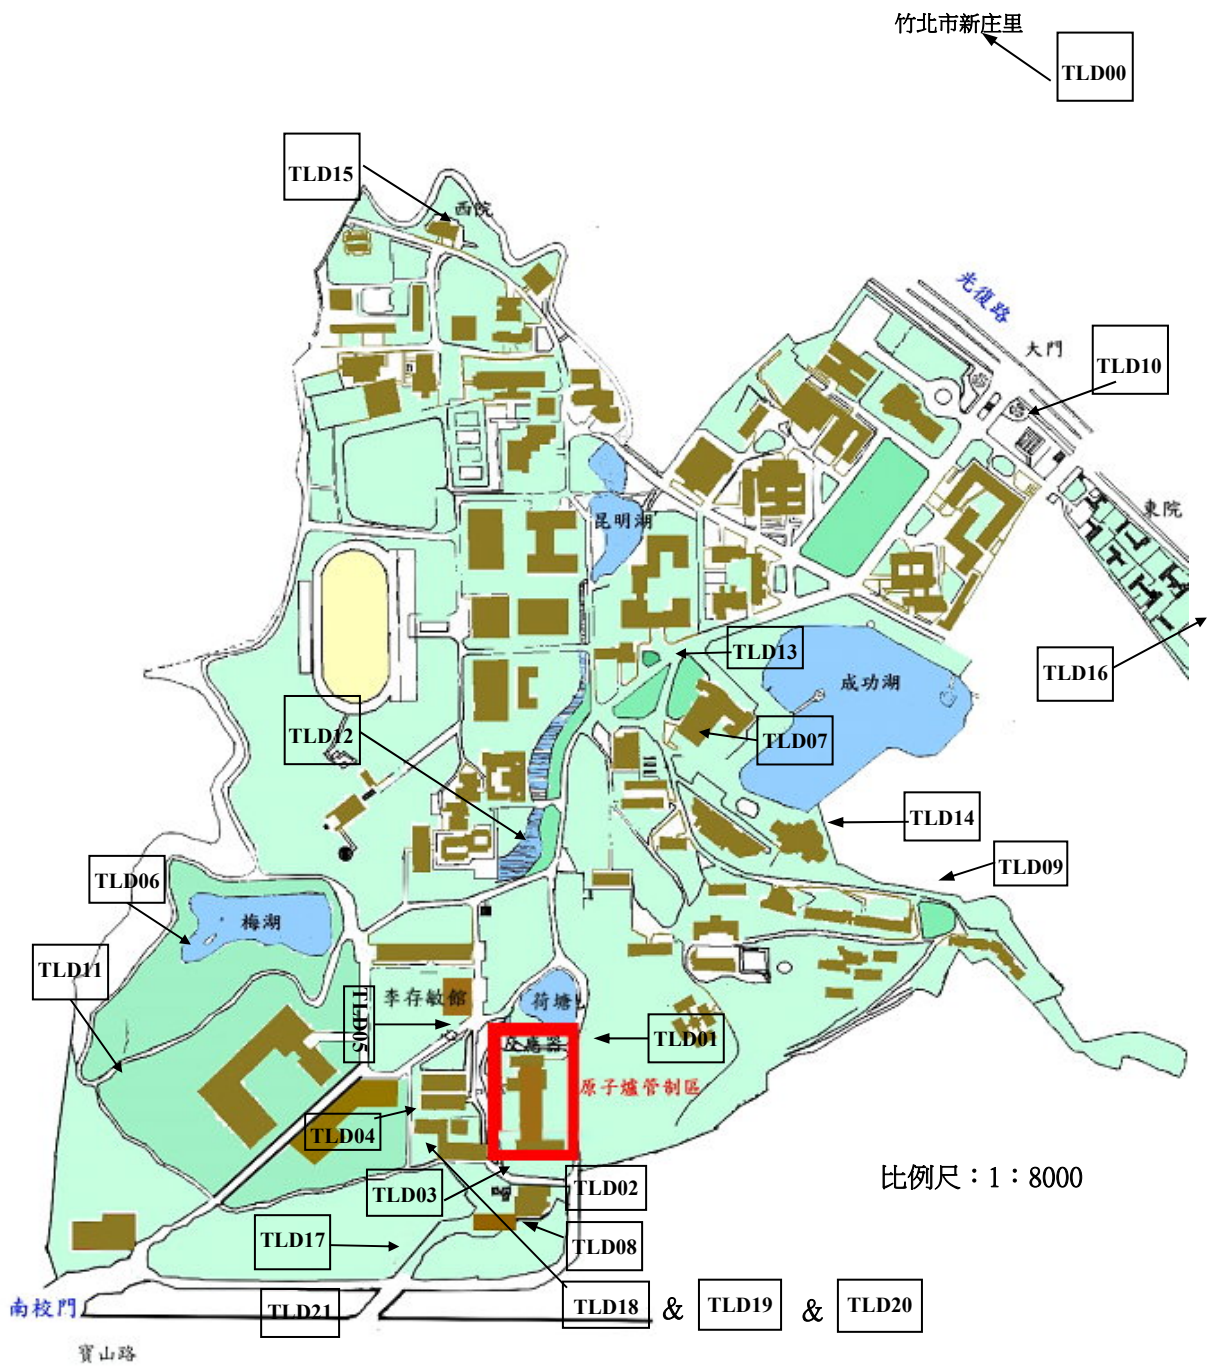 竹北市新庄里
TLD00
TLD15
西院
光復路
大門
TLD10
東院
昆明湖
TLD13
TLD16
成功湖
TLD12
TLD07
TLD14
TLD09
TLD06
梅湖
TLD11
李存敏館
荷塘
TLD05
反應器
TLD01
原子爐管制區
TLD04
比例尺：1：8000
TLD03
TLD02
TLD17
TLD08
南校門
TLD21
TLD18 & TLD19 & TLD20
寶山路